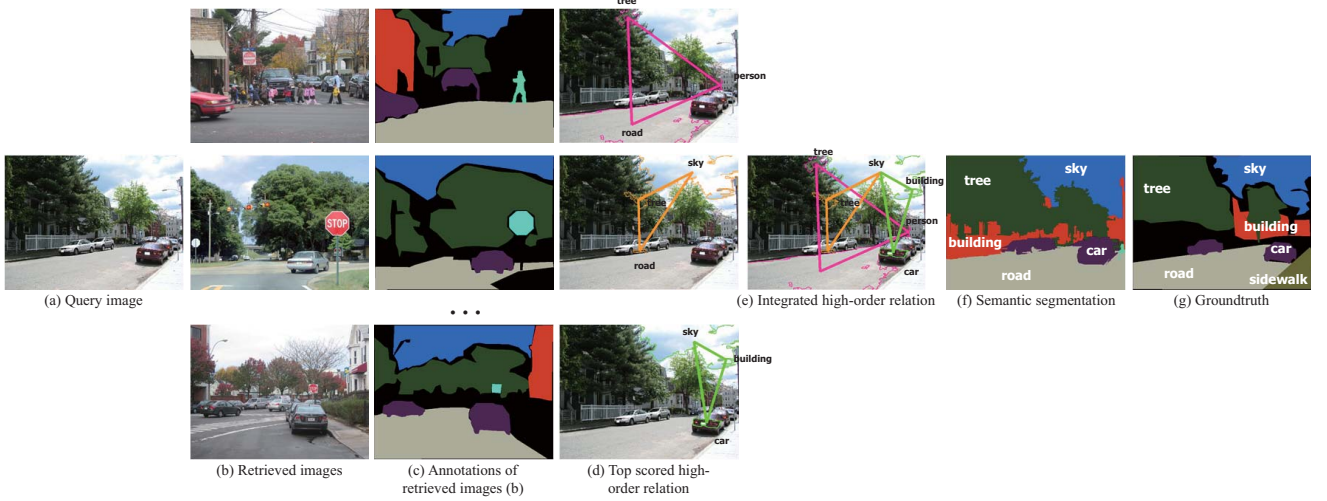 tree
person
road
sky
tree
road
tree
sky
building
tree
person
car
tree
sky
building
car
road
tree
sky
building
car
road
sidewalk
STOP
(a) Query image
(e) Integrated high-order relation
(f) Semantic segmentation
(g) Groundtruth
• • •
sky
building
car
(b) Retrieved images
(c) Annotations of
retrieved images (b)
(d) Top scored high-
order relation